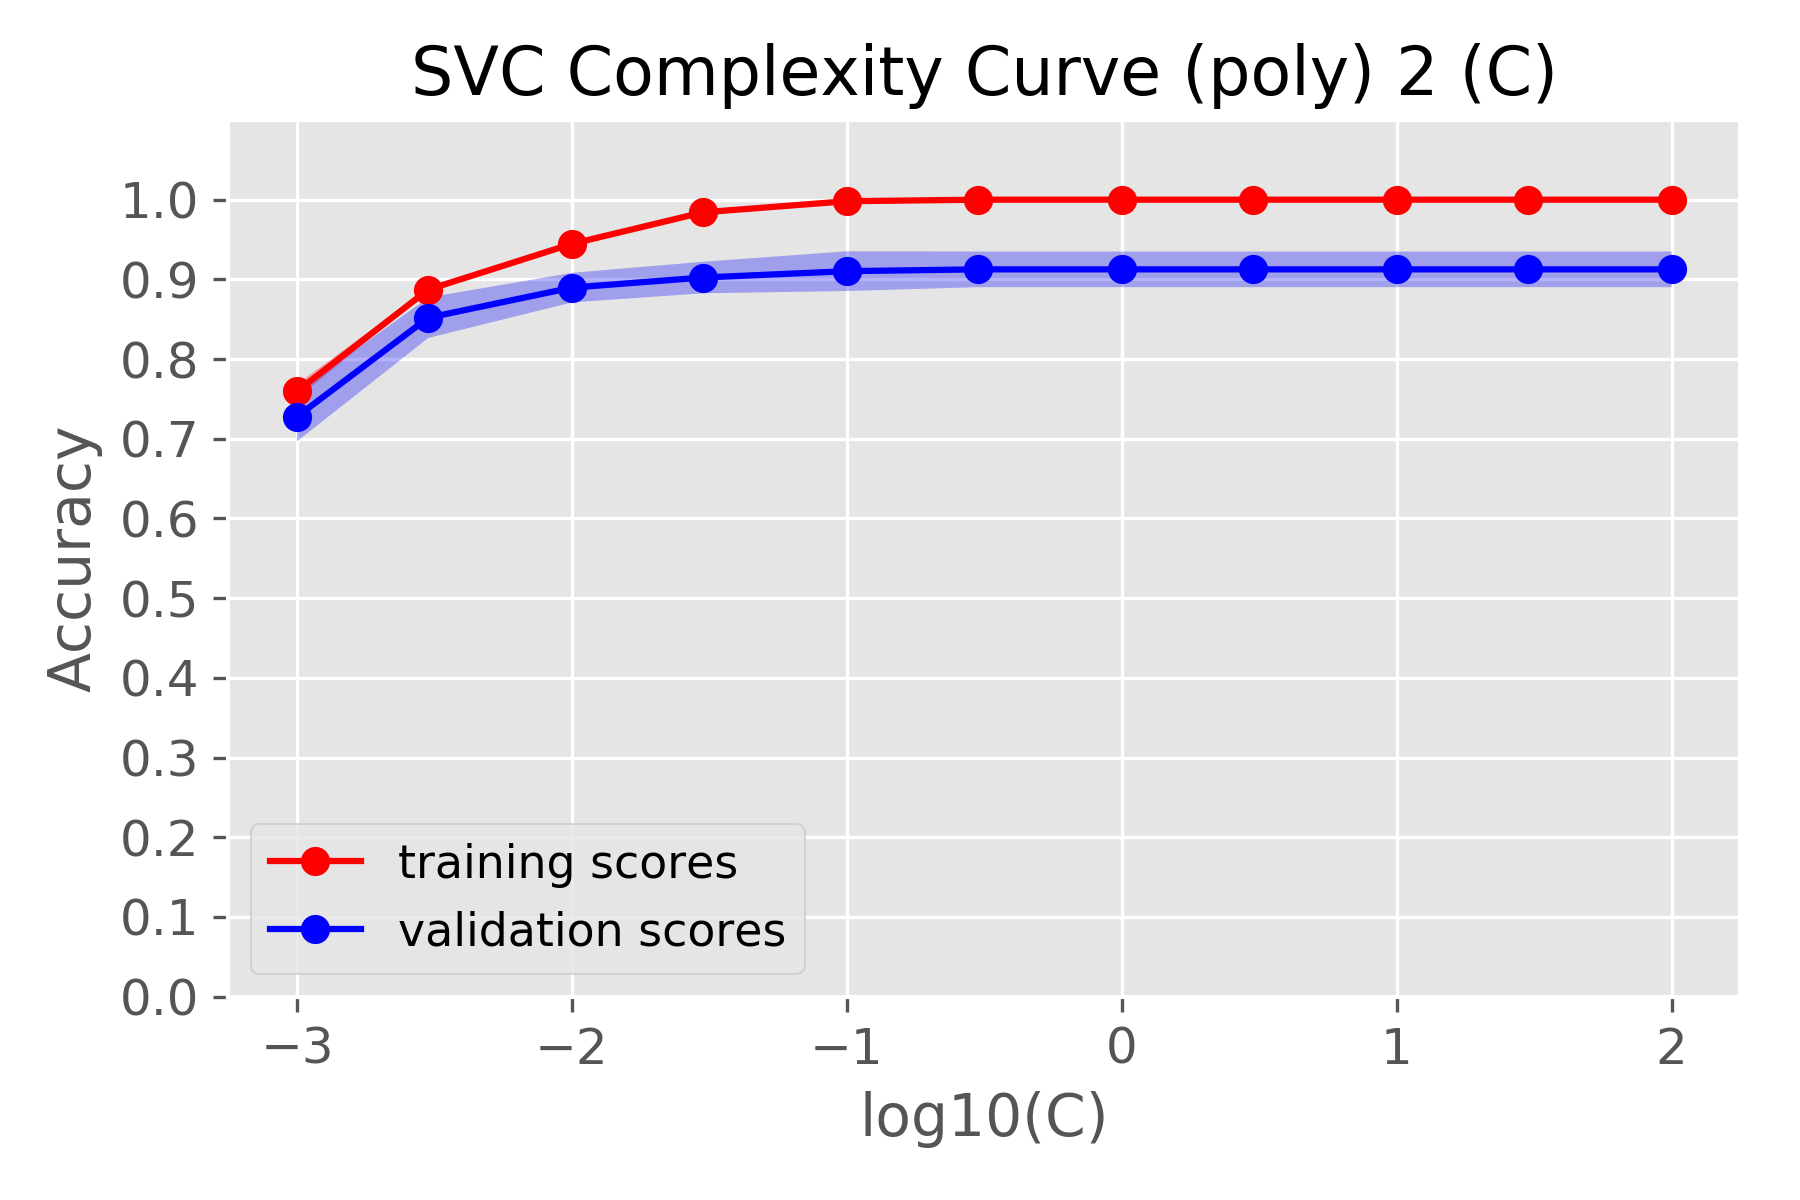 SVC Complexity Curve (poly) 2 (C)
1.0
0.9
0.8
0.7
0.6
0.5
0.4
0.3
0.2
0.1
0.0
Accuracy
training scores
validation scores
−3 −2 −1 0 1 2
log10(C)